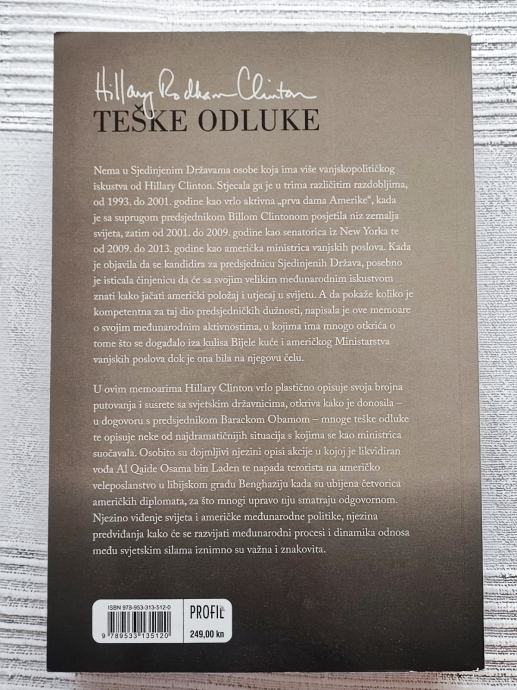 Hillary Rodham Clinton
TEŠKE ODLUKE
Nema u Sjedinjenim Državama osobe koja ima više vanjskopolitičkog
iskustva od Hillary Clinton. Stjecala ga je u trima različitim razdobljima,
od 1993. do 2001. godine kao vrlo aktivna „prva dama Amerike“, kada
je sa suprugom predsjednikom Billom Clintonom posjetila niz zemalja
svijeta, zatim od 2001. do 2009. godine kao senatorica iz New Yorka te
od 2009. do 2013. godine kao američka ministrica vanjskih poslova. Kada
je objavila da se kandidira za predsjednicu Sjedinjenih Država, posebno
je isticala činjenicu da će sa svojim velikim međunarodnim iskustvom
znati kako jačati američki položaj i utjecaj u svijetu. A da pokaže koliko je
kompetentna za taj dio predsjedničkih dužnosti, napisala je ove memoare
o svojim međunarodnim aktivnostima, u kojima ima mnogo otkrića o
tome što se događalo iza kulisa Bijele kuće i američkog Ministarstva
vanjskih poslova dok je ona bila na njegovu čelu.
U ovim memoarima Hillary Clinton vrlo plastično opisuje svoja brojna
putovanja i susrete sa svjetskim državnicima, otkriva kako je donosila –
u dogovoru s predsjednikom Barackom Obamom – mnoge teške odluke
te opisuje neke od najdramatičnijih situacija s kojima se kao ministrica
suočavala. Osobito su dojmljivi njezini opisi akcije u kojoj je likvidiran
vođa Al Qaide Osama bin Laden te napada terorista na američko
veleposlanstvo u libijskom gradu Benghaziju kada su ubijena četvorica
američkih diplomata, za što mnogi upravo nju smatraju odgovornom.
Njezino viđenje svijeta i američke međunarodne politike, njezina
predviđanja kako će se razvijati međunarodni procesi i dinamika odnosa
među svjetskim silama iznimno su važna i znakovita.
ISBN 978-953-313-512-0
9 789533 135120
PROFIL
249,00 kn